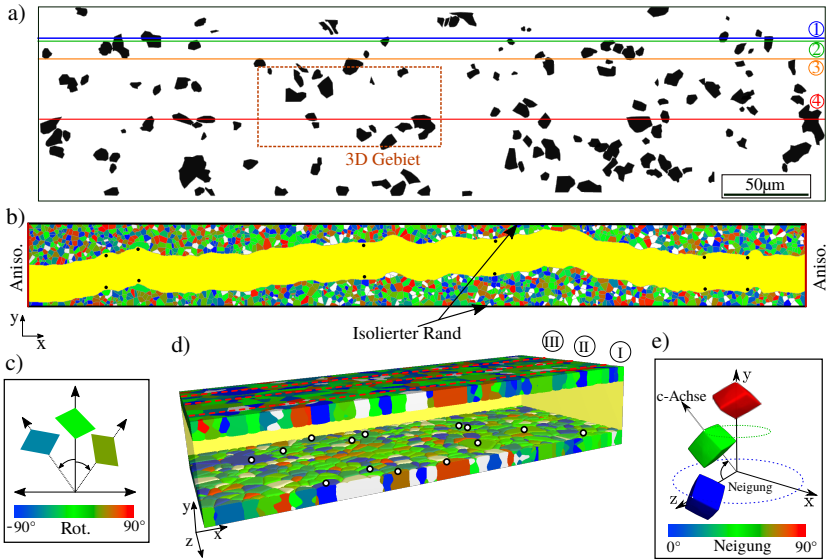 a)
①
②
③
④
3D Gebiet
50μm
b)
Aniso.
Aniso.
y
x
Isolierter Rand
c)
-90° Rot. 90°
d)
III II I
y
x
z
e)
y
c-Achse
Neigung
z
x
0° Neigung 90°